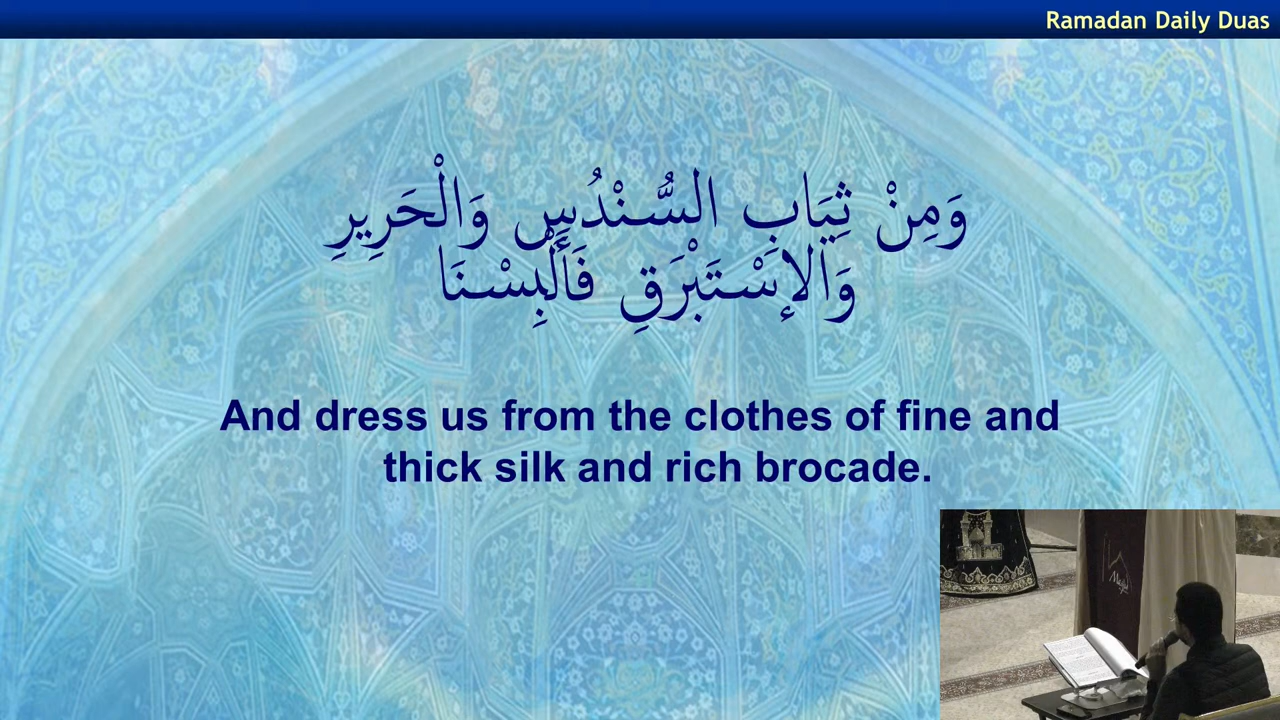 Ramadan Daily Duas
وَمِنْ ثِيَابِ السُّنْدُسِ وَالْحَرِيرِ
وَالإِسْتَبْرَقِ فَأَلْبِسْنَا
And dress us from the clothes of fine and
thick silk and rich brocade.